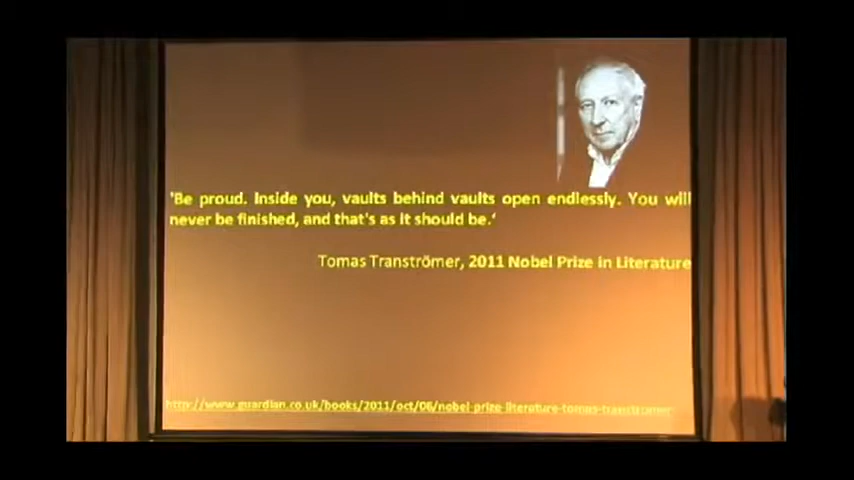 'Be proud. Inside you, vaults behind vaults open endlessly. You will
never be finished, and that's as it should be.'
Tomas Tranströmer, 2011 Nobel Prize in Literature
http://www.guardian.co.uk/books/2011/oct/06/nobel-prize-literature-tomas-transtromer